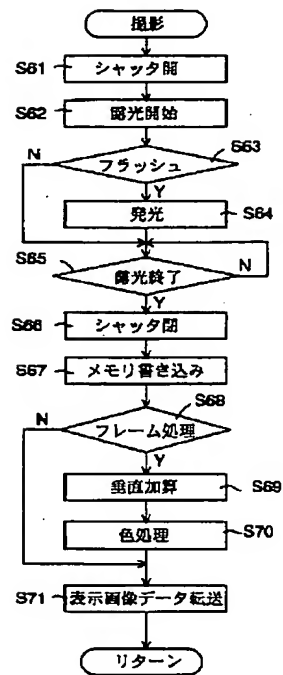 撮影
S61 シャッタ開
S62 露光開始
S63
N フラッシュ
Y
発光 S64
S65
露光終了 N
Y
S66 シャッタ閉
S67 メモリ書き込み
S68
N フレーム処理
Y
垂直加算 S69
色処理 S70
S71 表示画像データ転送
リターン